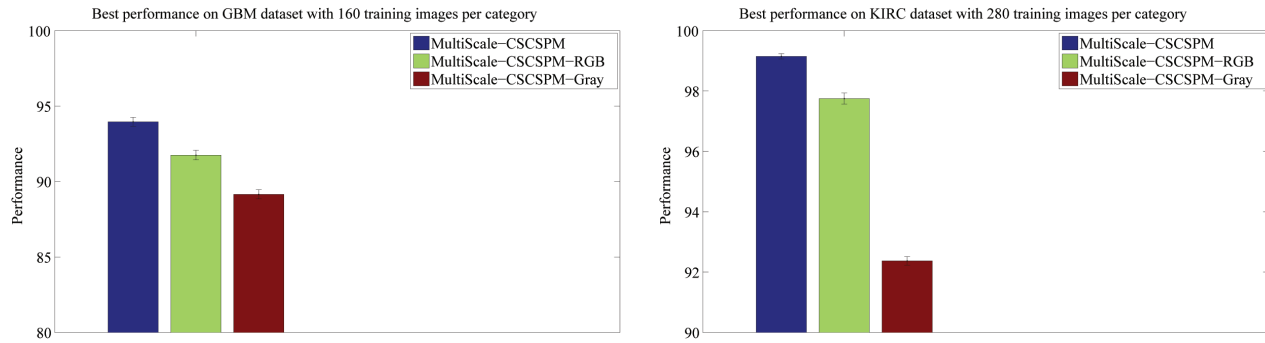 Best performance on GBM dataset with 160 training images per category
100
95
90
85
80
Performance
MultiScale−CSCSPM
MultiScale−CSCSPM−RGB
MultiScale−CSCSPM−Gray
Best performance on KIRC dataset with 280 training images per category
100
98
96
94
92
90
Performance
MultiScale−CSCSPM
MultiScale−CSCSPM−RGB
MultiScale−CSCSPM−Gray